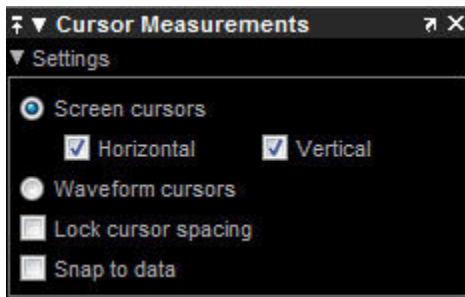 Cursor Measurements
Settings
Screen cursors
Horizontal Vertical
Waveform cursors
Lock cursor spacing
Snap to data